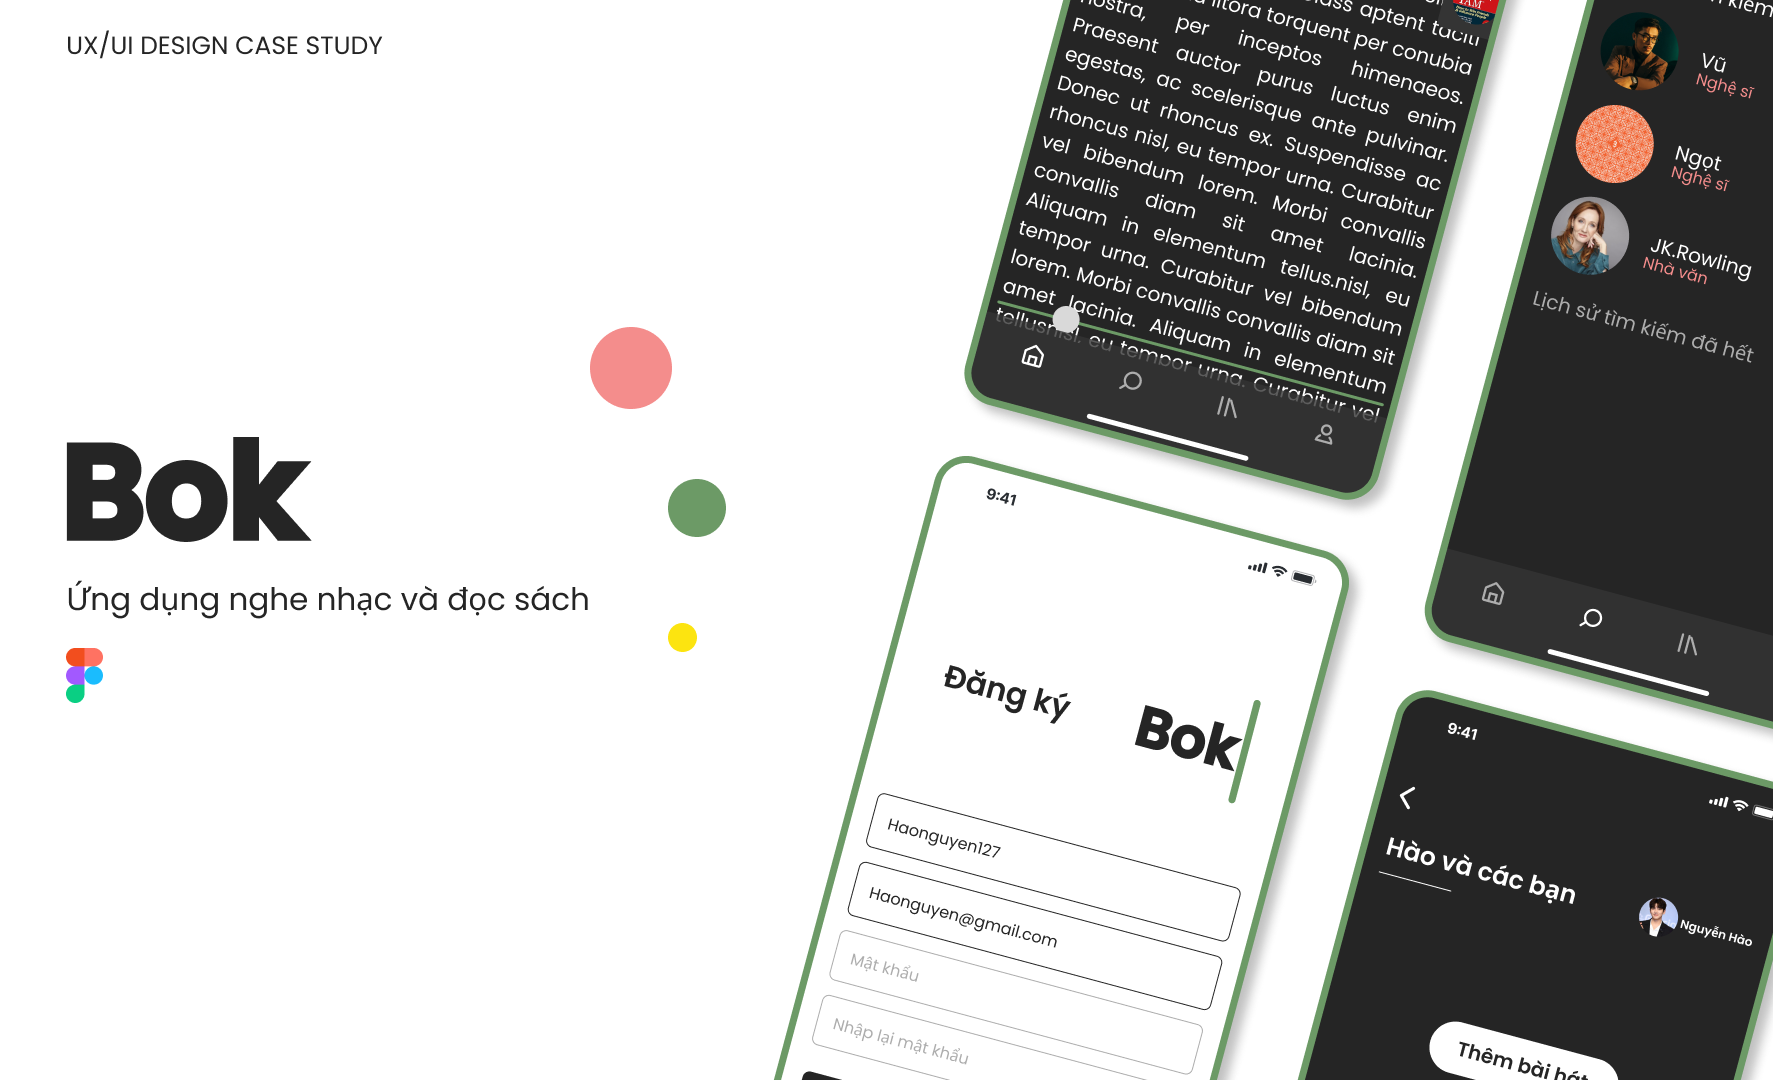 UX/UI DESIGN CASE STUDY
Bok
Ứng dụng nghe nhạc và đọc sách
aptent taciti
litora torquent per conubia
nostra, per inceptos himenaeos.
Praesent auctor purus luctus enim
egestas, ac scelerisque ante pulvinar.
Donec ut rhoncus ex. Suspendisse ac
rhoncus nisl, eu tempor urna. Curabitur
vel bibendum lorem. Morbi convallis
convallis diam sit amet lacinia.
Aliquam in elementum tellus.nisl, eu
tempor urna. Curabitur vel bibendum
lorem. Morbi convallis convallis diam sit
amet lacinia. Aliquam in elementum
tellusnisl, eu tempor urna. Curabitur vel
IAM
Vũ
Nghệ sĩ
Ngọt
Nghệ sĩ
JK.Rowling
Nhà văn
Lịch sử tìm kiếm đã hết
9:41
Đăng ký
Bok
Haonguyen127
Haonguyen@gmail.com
Mật khẩu
Nhập lại mật khẩu
9:41
Hào và các bạn
Nguyễn Hào
Thêm bài hát